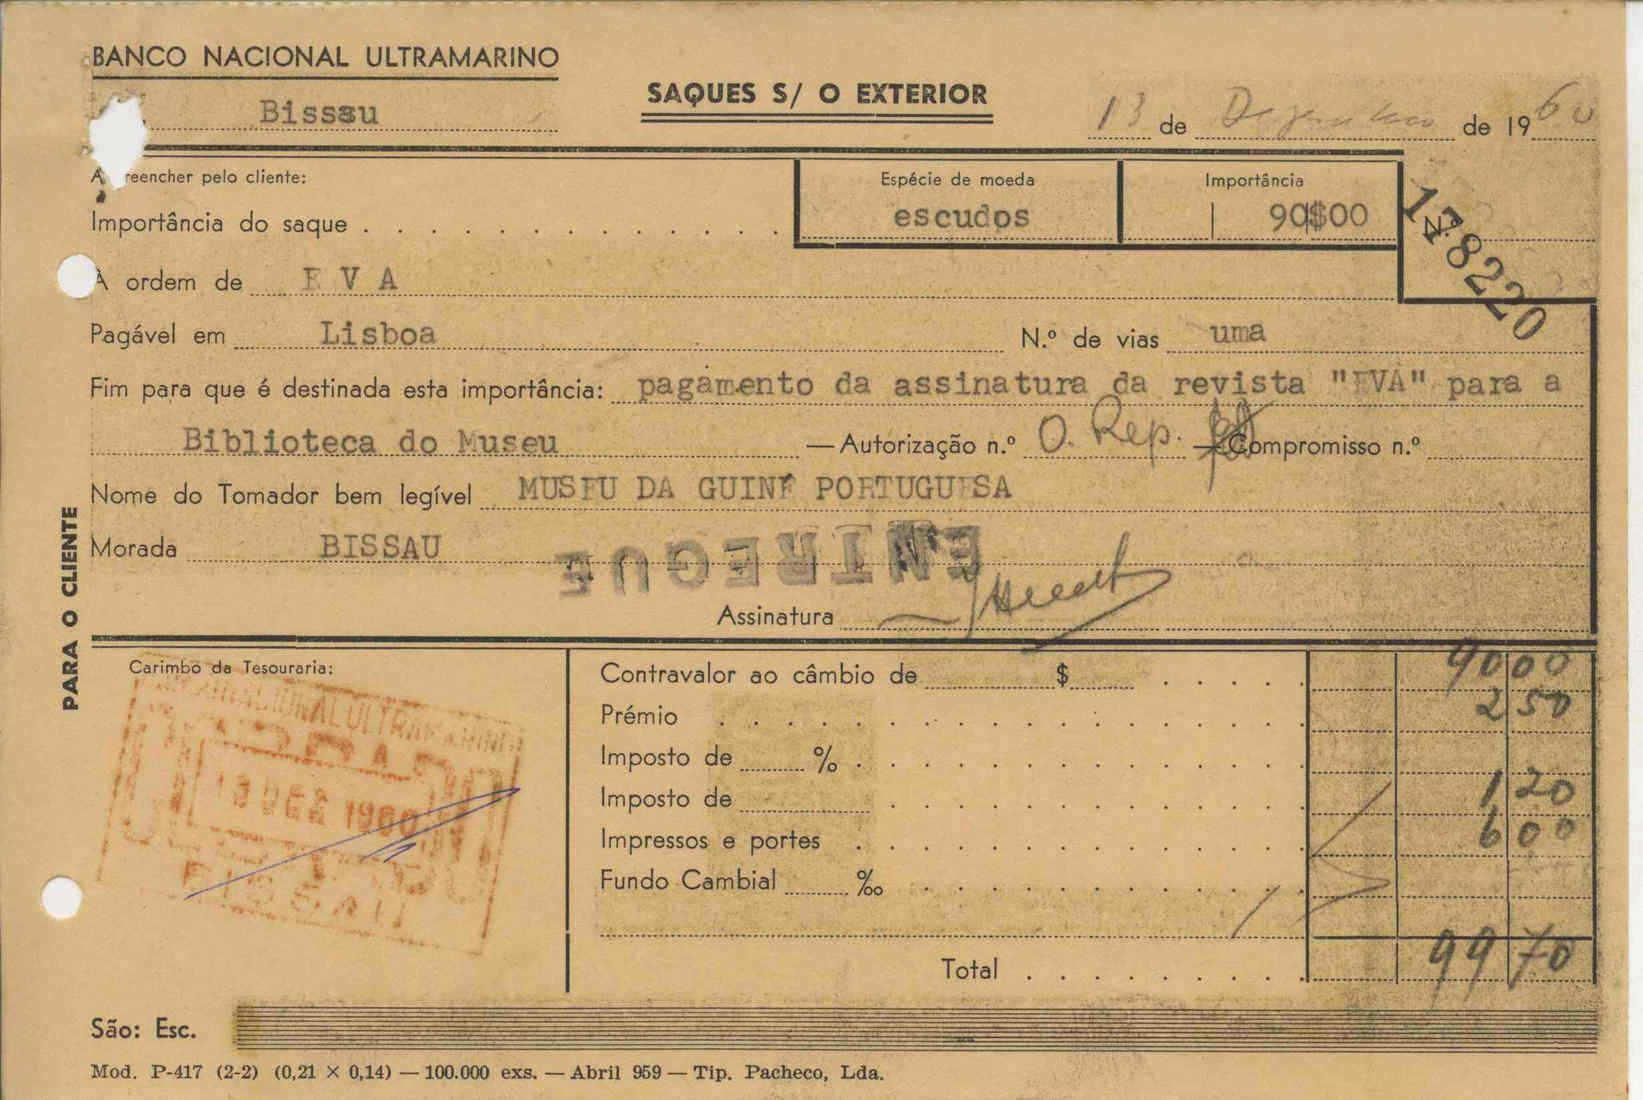 BANCO NACIONAL ULTRAMARINO
Bissau
SAQUES S/ O EXTERIOR
13 de Dezembro de 1960
A preencher pelo cliente:
Espécie de moeda
Importância
Importância do saque
escudos
90$00
N.º
178220
À ordem de EVA
Pagável em Lisboa N.º de vias uma
Fim para que é destinada esta importância: pagamento da assinatura da revista "EVA" para a
Biblioteca do Museu — Autorização n.º O. Rep. — Compromisso n.º
Nome do Tomador bem legível MUSEU DA GUINÉ PORTUGUESA
Morada BISSAU
ENTREGUE
Assinatura
PARA O CLIENTE
Carimbo da Tesouraria:
NACIONAL ULTRAMARINO
13 DEZ 1960
BISSAU
Contravalor ao câmbio de $ 90 00
Prémio 2 50
Imposto de %
Imposto de 1 20
Impressos e portes 6 00
Fundo Cambial ‰
Total 99 70
São: Esc.
Mod. P-417 (2-2) (0,21 × 0,14) — 100.000 exs. — Abril 959 — Tip. Pacheco, Lda.